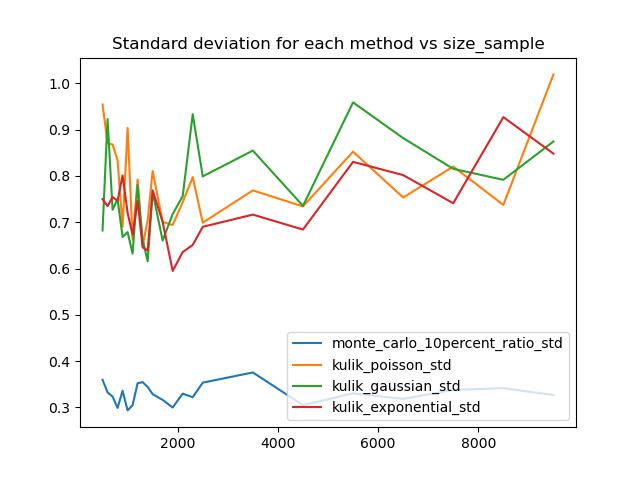 Standard deviation for each method vs size_sample
1.0
0.9
0.8
0.7
0.6
0.5
0.4
0.3
monte_carlo_10percent_ratio_std
kulik_poisson_std
kulik_gaussian_std
kulik_exponential_std
2000 4000 6000 8000